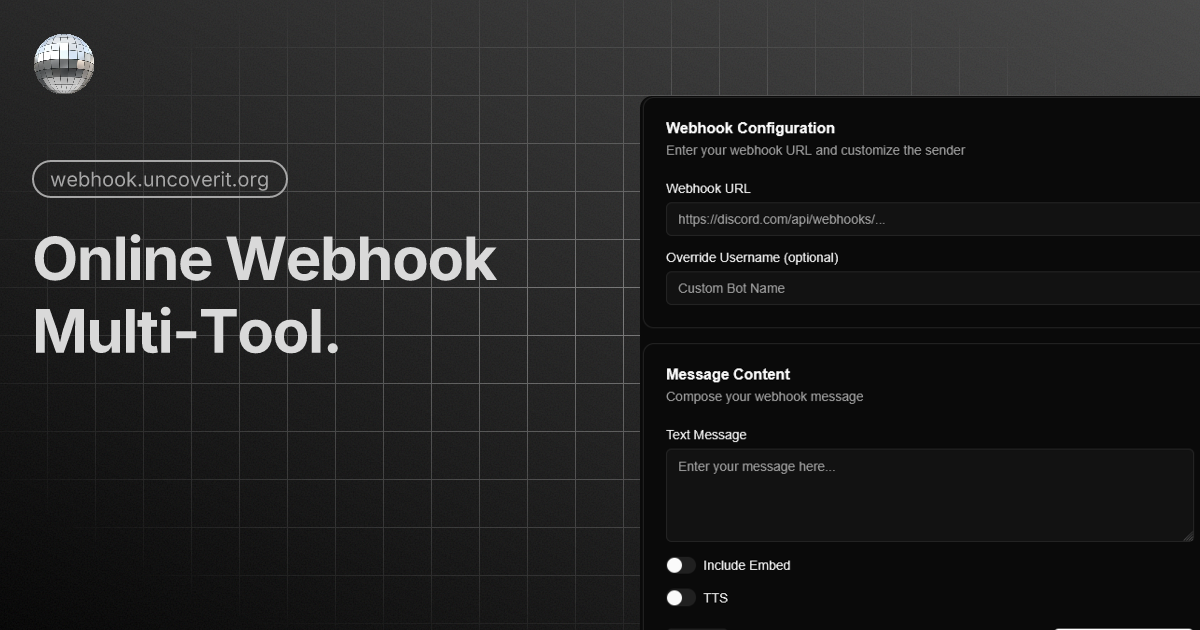 webhook.uncoverit.org
Online Webhook
Multi-Tool.
Webhook Configuration
Enter your webhook URL and customize the sender
Webhook URL
https://discord.com/api/webhooks/...
Override Username (optional)
Custom Bot Name
Message Content
Compose your webhook message
Text Message
Enter your message here...
Include Embed
TTS